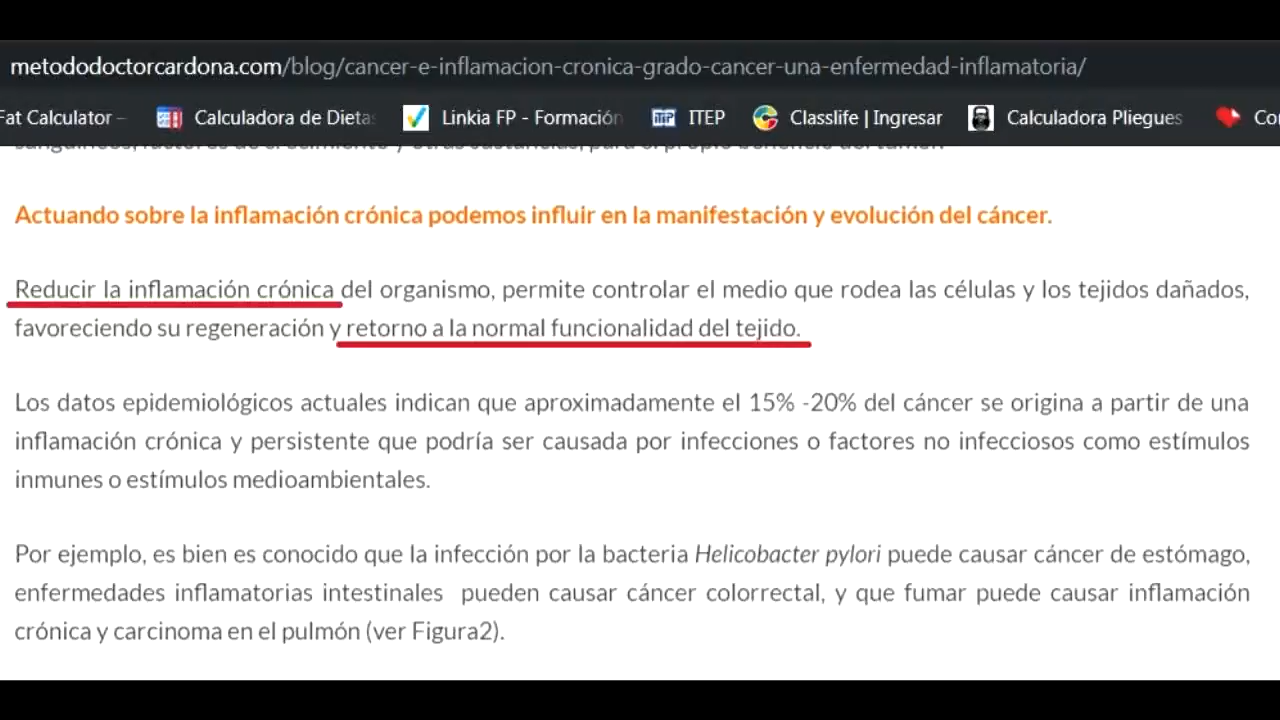 metododoctorcardona.com/blog/cancer-e-inflamacion-cronica-grado-cancer-una-enfermedad-inflamatoria/
Fat Calculator – Calculadora de Dietas Linkia FP - Formación ITEP Classlife | Ingresar Calculadora Pliegues Co
Actuando sobre la inflamación crónica podemos influir en la manifestación y evolución del cáncer.
Reducir la inflamación crónica del organismo, permite controlar el medio que rodea las células y los tejidos dañados,
favoreciendo su regeneración y retorno a la normal funcionalidad del tejido.
Los datos epidemiológicos actuales indican que aproximadamente el 15% -20% del cáncer se origina a partir de una
inflamación crónica y persistente que podría ser causada por infecciones o factores no infecciosos como estímulos
inmunes o estímulos medioambientales.
Por ejemplo, es bien es conocido que la infección por la bacteria Helicobacter pylori puede causar cáncer de estómago,
enfermedades inflamatorias intestinales pueden causar cáncer colorrectal, y que fumar puede causar inflamación
crónica y carcinoma en el pulmón (ver Figura2).